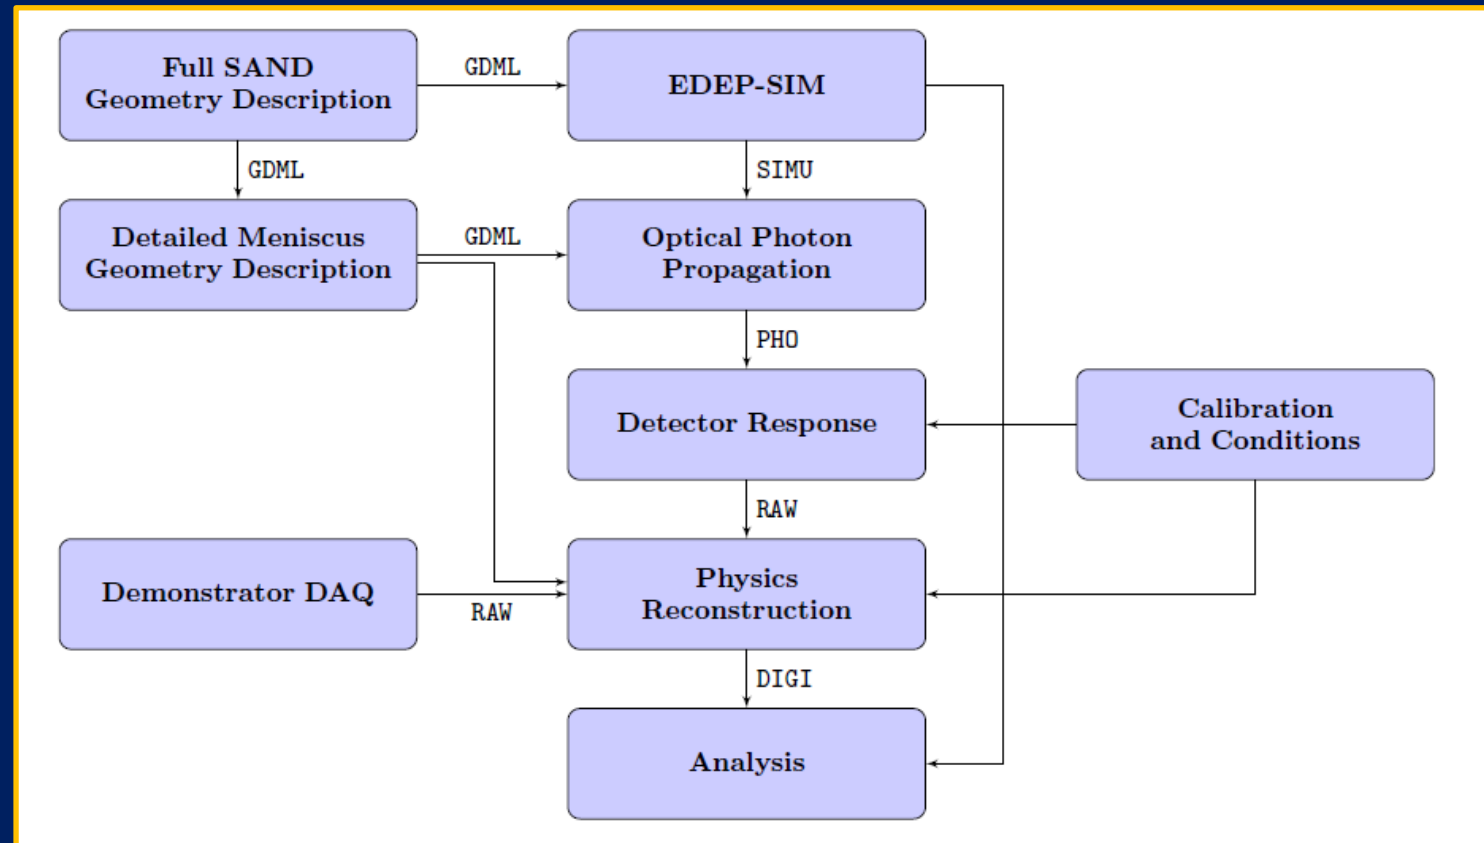 Full SAND
Geometry Description
GDML
EDEP-SIM
GDML
SIMU
Detailed Meniscus
Geometry Description
GDML
Optical Photon
Propagation
PHO
Detector Response
Calibration
and Conditions
RAW
Demonstrator DAQ
RAW
Physics
Reconstruction
DIGI
Analysis